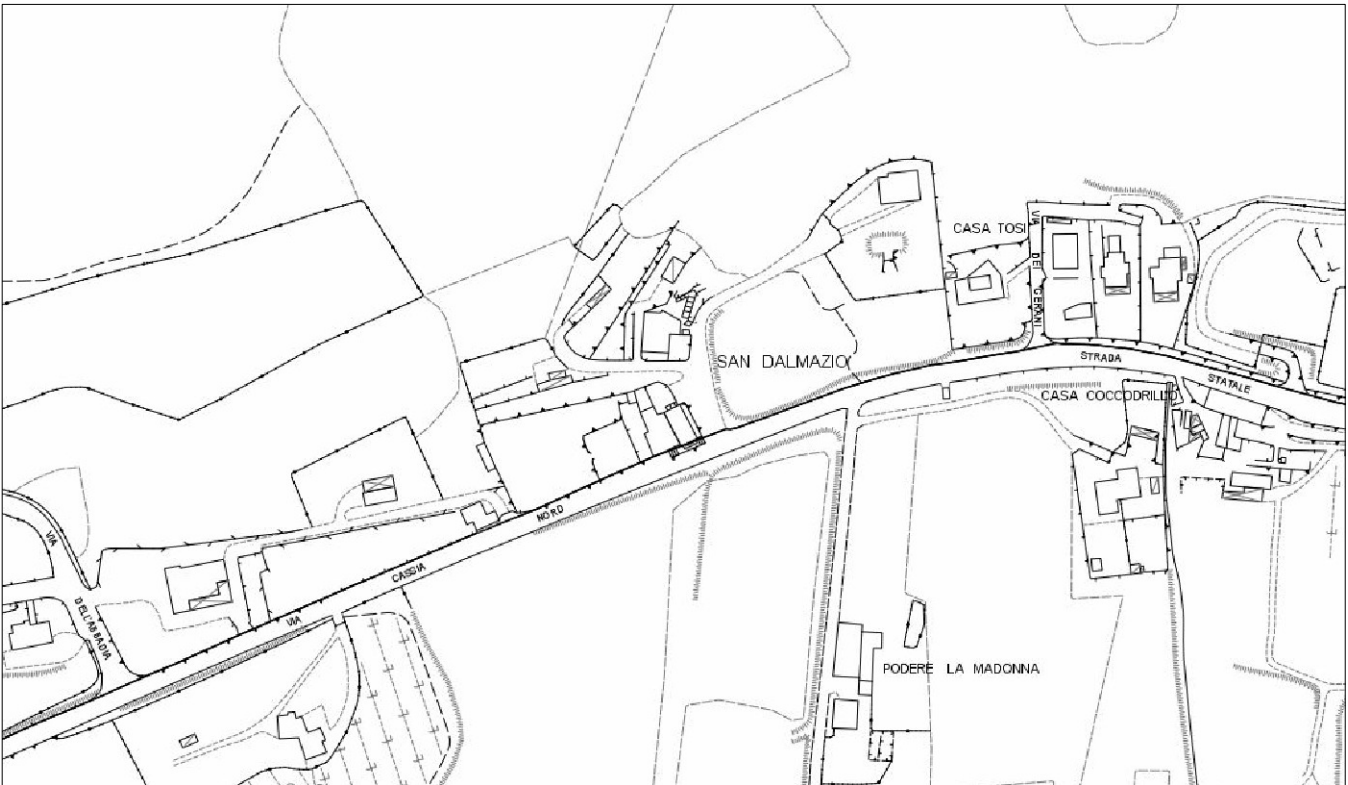 CASA TOSI
VIA DEI CERRANI
SAN DALMAZIO
STRADA
STATALE
CASA COCCODRILLO
NORD
CASSIA
VIA
VIA
DELL'ABBADIA
PODERE LA MADONNA